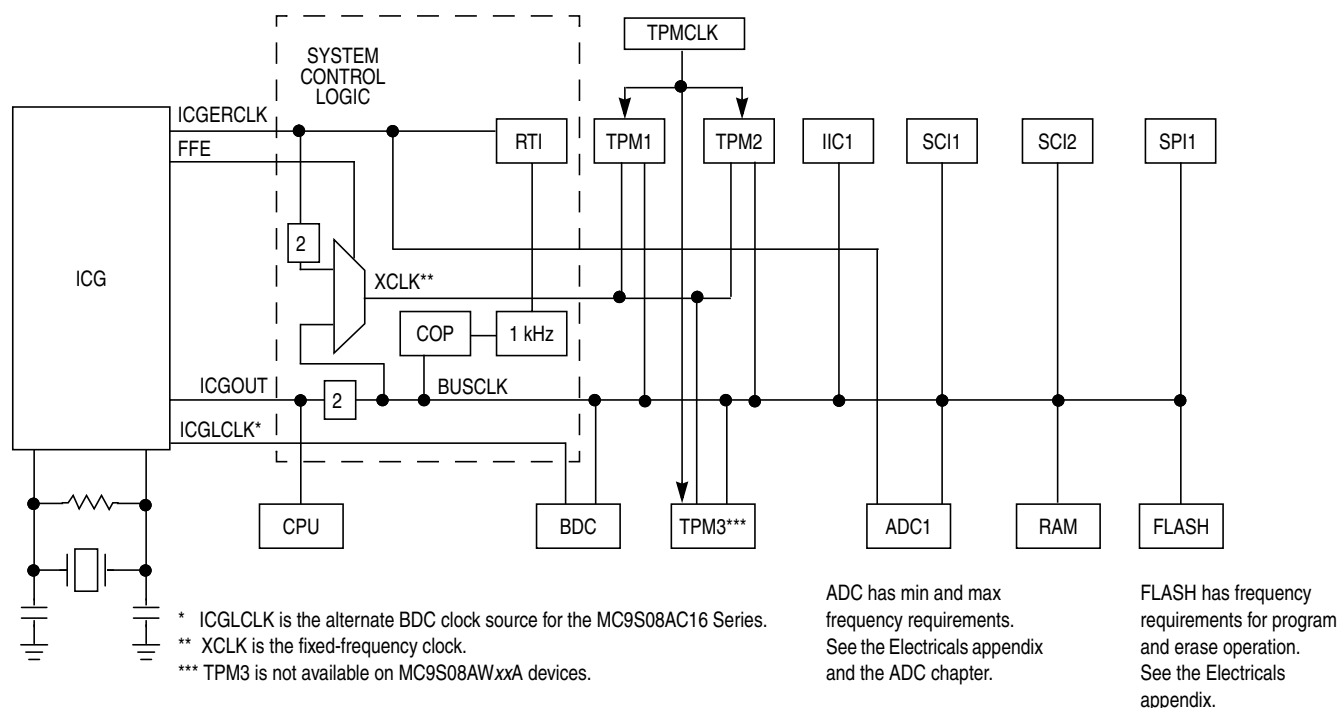 TPMCLK
SYSTEM
CONTROL
LOGIC
ICGERCLK
FFE
RTI
TPM1
TPM2
IIC1
SCI1
SCI2
SPI1
2
ICG
XCLK**
COP
1 kHz
ICGOUT
2
BUSCLK
ICGLCLK*
CPU
BDC
TPM3***
ADC1
RAM
FLASH
* ICGLCLK is the alternate BDC clock source for the MC9S08AC16 Series.
** XCLK is the fixed-frequency clock.
*** TPM3 is not available on MC9S08AWxxA devices.
ADC has min and max
frequency requirements.
See the Electricals appendix
and the ADC chapter.
FLASH has frequency
requirements for program
and erase operation.
See the Electricals
appendix.